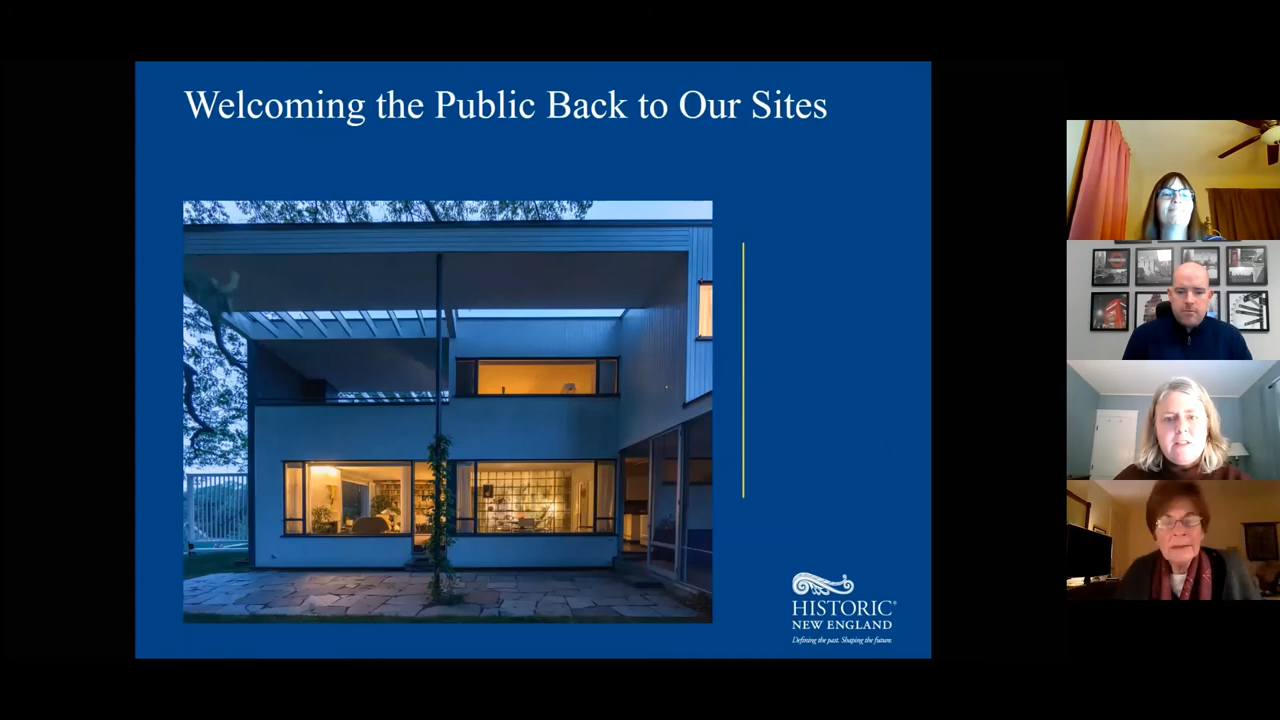 Welcoming the Public Back to Our Sites
HISTORIC®
NEW ENGLAND
Defining the past. Shaping the future.